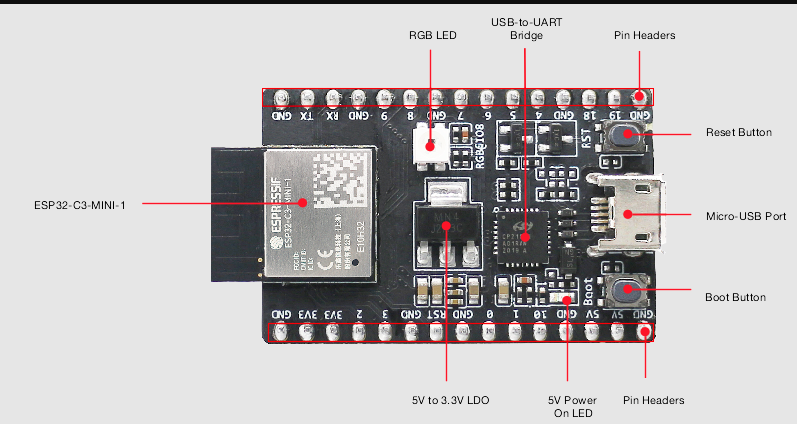 USB-to-UART
RGB LED
Bridge
Pin Headers
GND TX RX GND 9 8 GND 7 6 5 4 GND 18 19 GND
RGB
IO8
RST
Reset Button
ESPRESSIF
ESP32-C3-MINI-1
CE
ESP32-C3-MINI-1
Micro-USB Port
Boot
Boot Button
GND 3V3 3V3 2 3 GND RST GND 0 1 10 GND 5V 5V GND
5V to 3.3V LDO
5V Power
On LED
Pin Headers